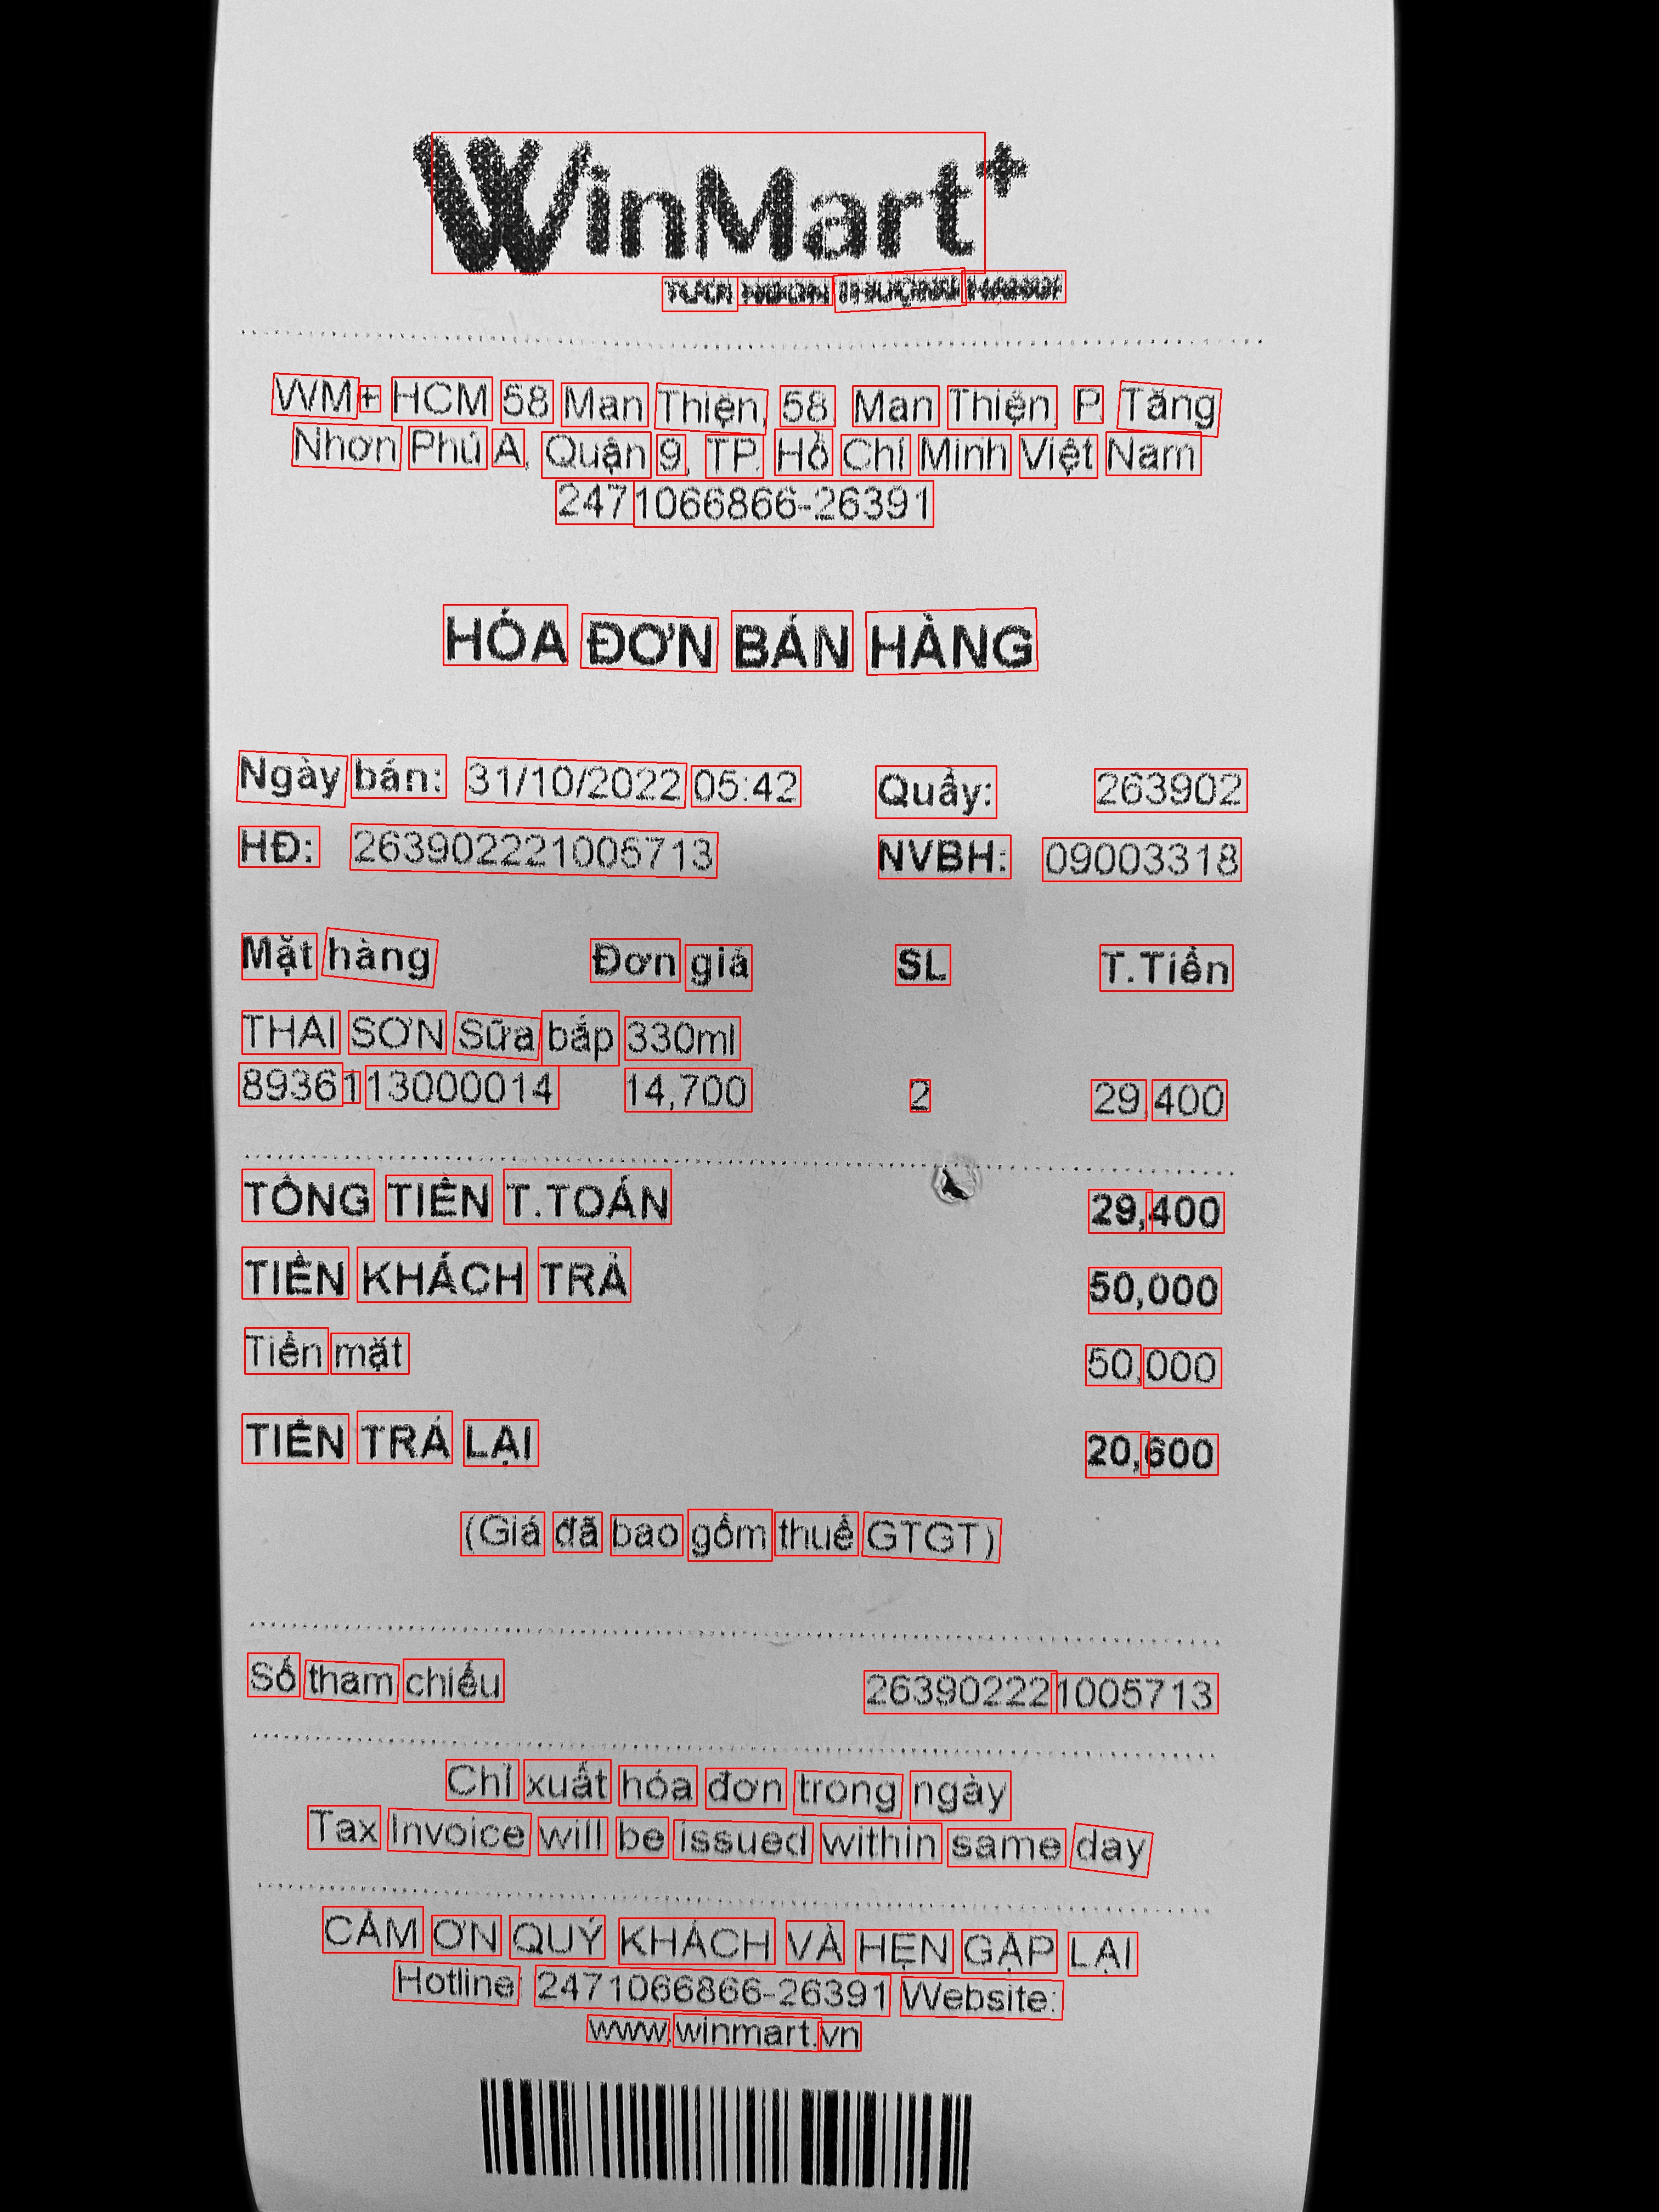 WinMart+
TƯƠI NGON THƯỢNG HẠNG
WM+ HCM 58 Man Thiện, 58, Man Thiện, P. Tăng
Nhơn Phú A, Quận 9, TP. Hồ Chí Minh Việt Nam
2471066866-26391
HÓA ĐƠN BÁN HÀNG
Ngày bán: 31/10/2022 05:42 Quầy: 263902
HĐ: 263902221005713 NVBH: 09003318
Mặt hàng Đơn giá SL T.Tiền
THAI SƠN Sữa bắp 330ml
8936113000014 14,700 2 29,400
TỔNG TIỀN T.TOÁN 29,400
TIỀN KHÁCH TRẢ 50,000
Tiền mặt 50,000
TIỀN TRẢ LẠI 20,600
(Giá đã bao gồm thuế GTGT)
Số tham chiếu 263902221005713
Chỉ xuất hóa đơn trong ngày
Tax Invoice will be issued within same day
CẢM ƠN QUÝ KHÁCH VÀ HẸN GẶP LẠI
Hotline: 2471066866-26391 Website:
www.winmart.vn